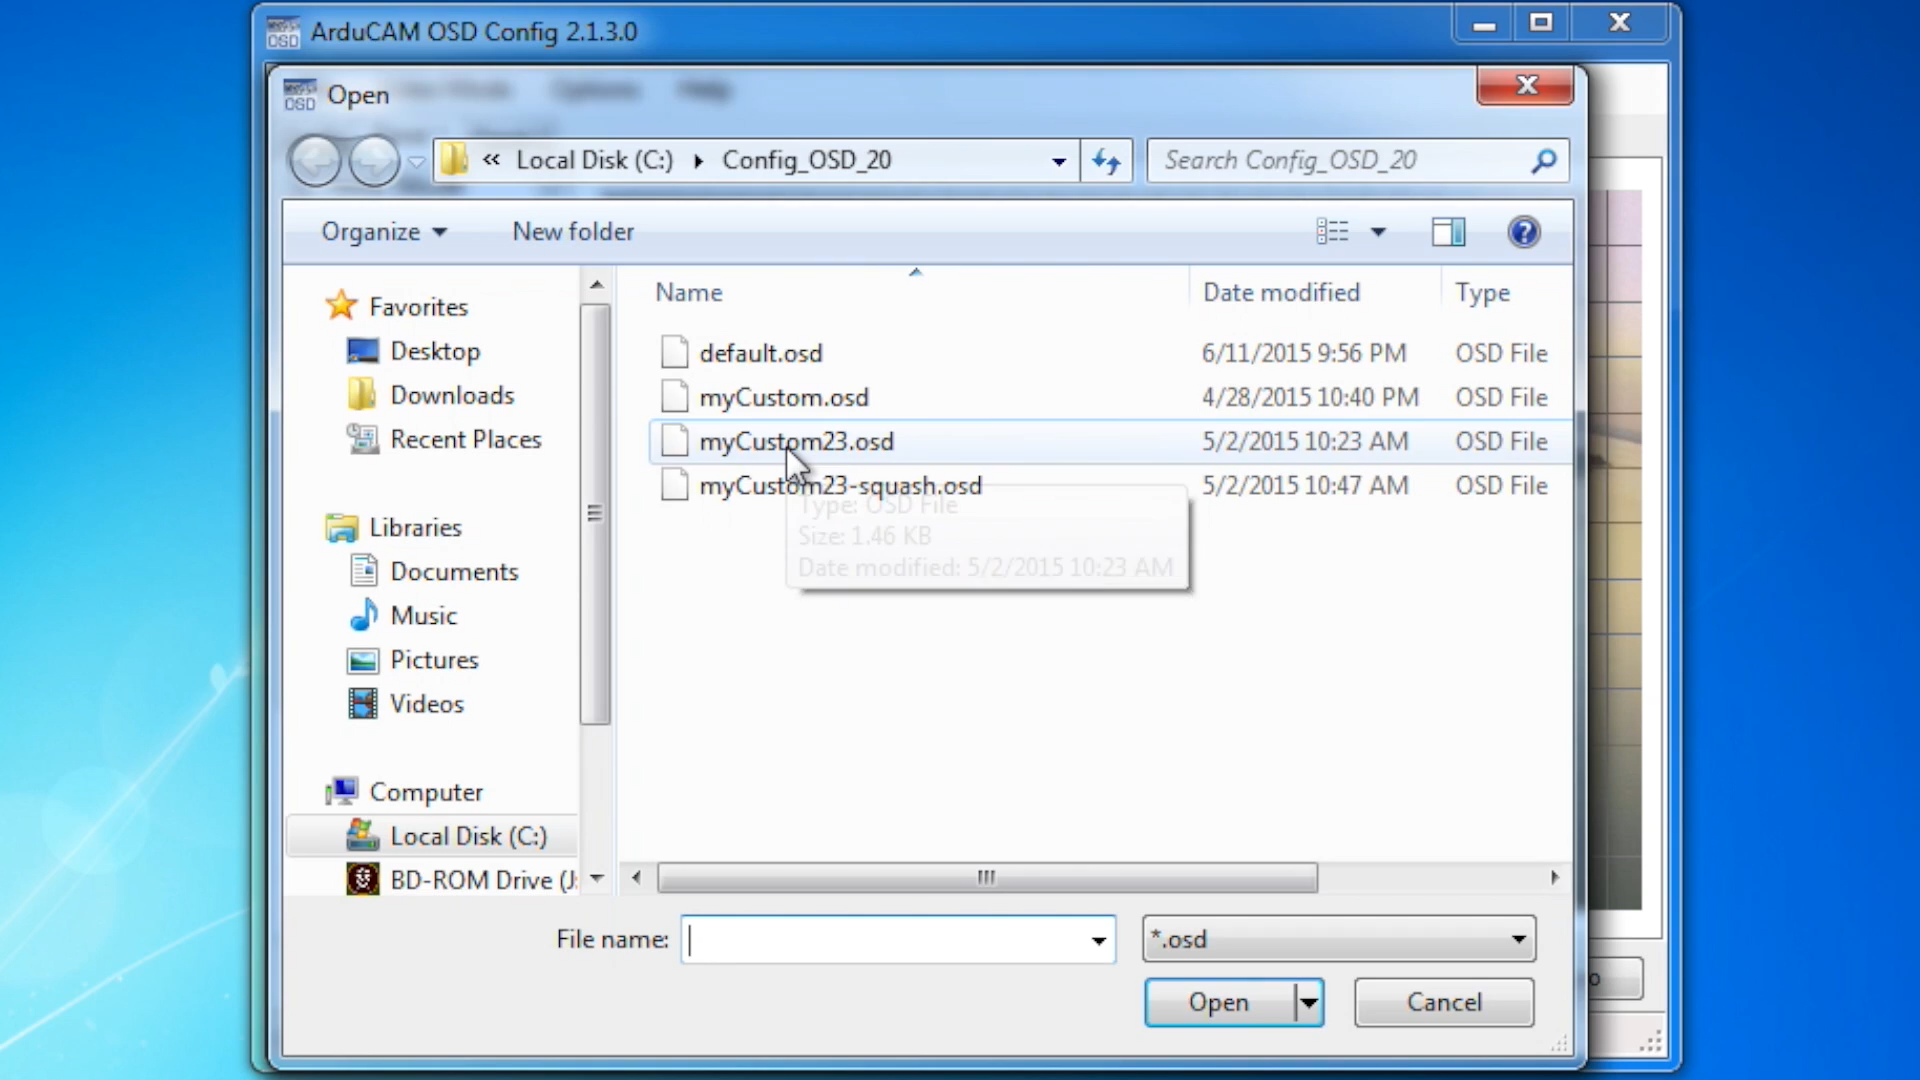 ArduCAM OSD Config 2.1.3.0
OSD Open Options Help
« Local Disk (C:) Config_OSD_20 Search Config_OSD_20
Organize New folder
Name Date modified Type
Favorites
Desktop
Downloads
Recent Places
Libraries
Documents
Music
Pictures
Videos
Computer
Local Disk (C:)
BD-ROM Drive (J:
default.osd 6/11/2015 9:56 PM OSD File
myCustom.osd 4/28/2015 10:40 PM OSD File
myCustom23.osd 5/2/2015 10:23 AM OSD File
myCustom23-squash.osd 5/2/2015 10:47 AM OSD File
Type: OSD File
Size: 1.46 KB
Date modified: 5/2/2015 10:23 AM
File name: *.osd
Open Cancel